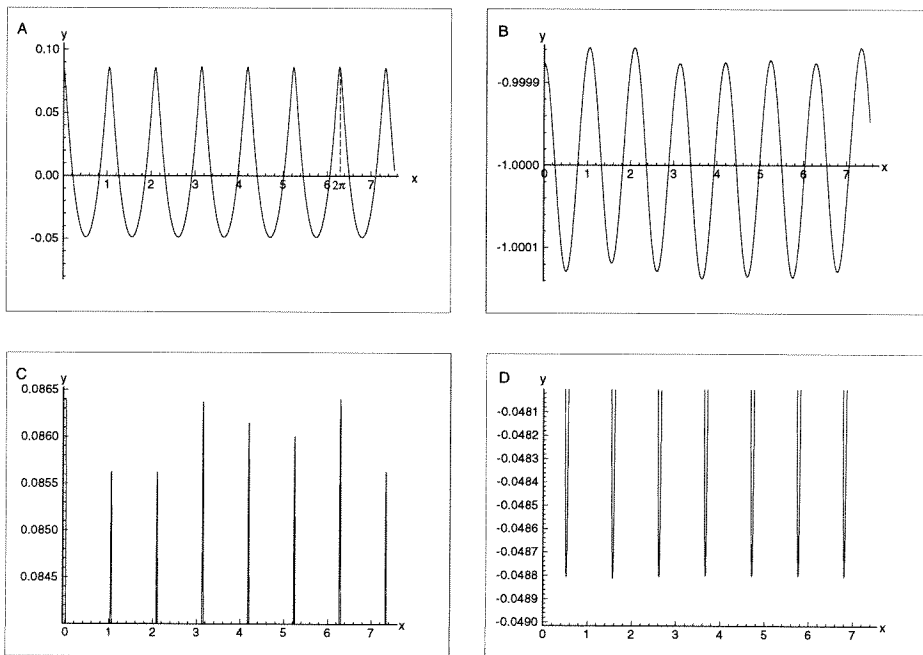 A
y
0.10
0.05
0.00
-0.05
1 2 3 4 5 6 2π 7 x
B
y
-0.9999
-1.0000
-1.0001
0 1 2 3 4 5 6 7 x
C
y
0.0865
0.0860
0.0855
0.0850
0.0845
0 1 2 3 4 5 6 7 x
D
y
-0.0481
-0.0482
-0.0483
-0.0484
-0.0485
-0.0486
-0.0487
-0.0488
-0.0489
-0.0490
0 1 2 3 4 5 6 7 x